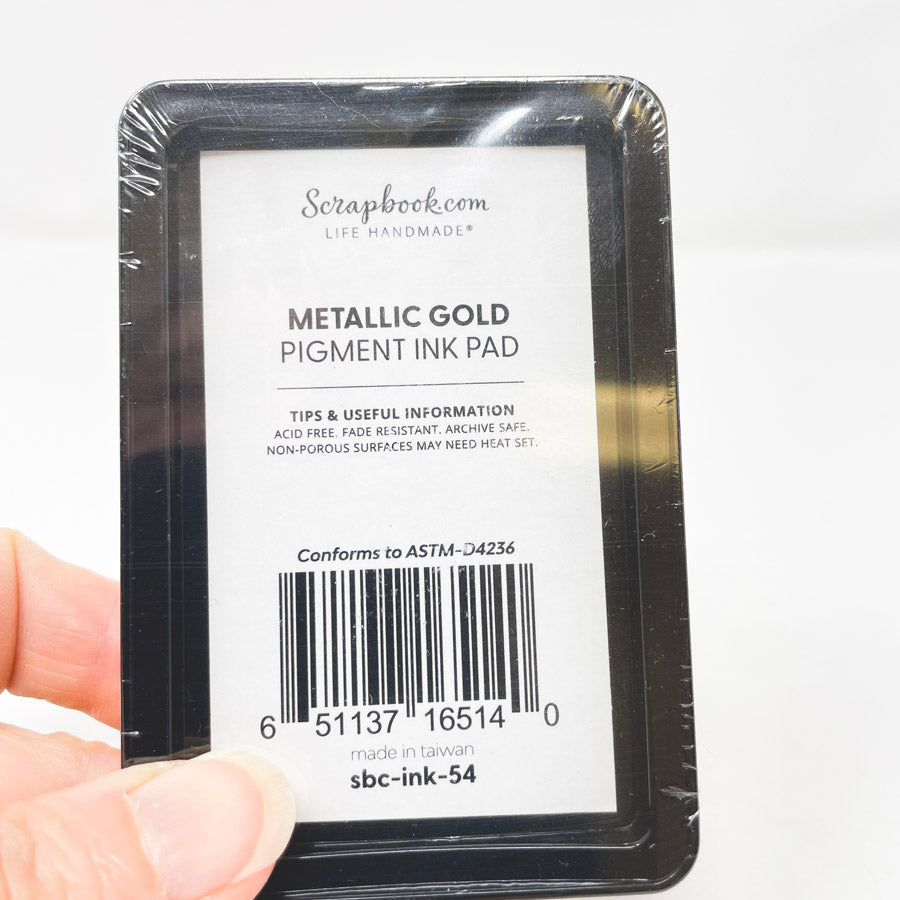 Scrapbook.com
LIFE HANDMADE®
METALLIC GOLD
PIGMENT INK PAD
TIPS & USEFUL INFORMATION
ACID FREE. FADE RESISTANT. ARCHIVE SAFE.
NON-POROUS SURFACES MAY NEED HEAT SET.
Conforms to ASTM-D4236
6 51137 16514 0
made in taiwan
sbc-ink-54